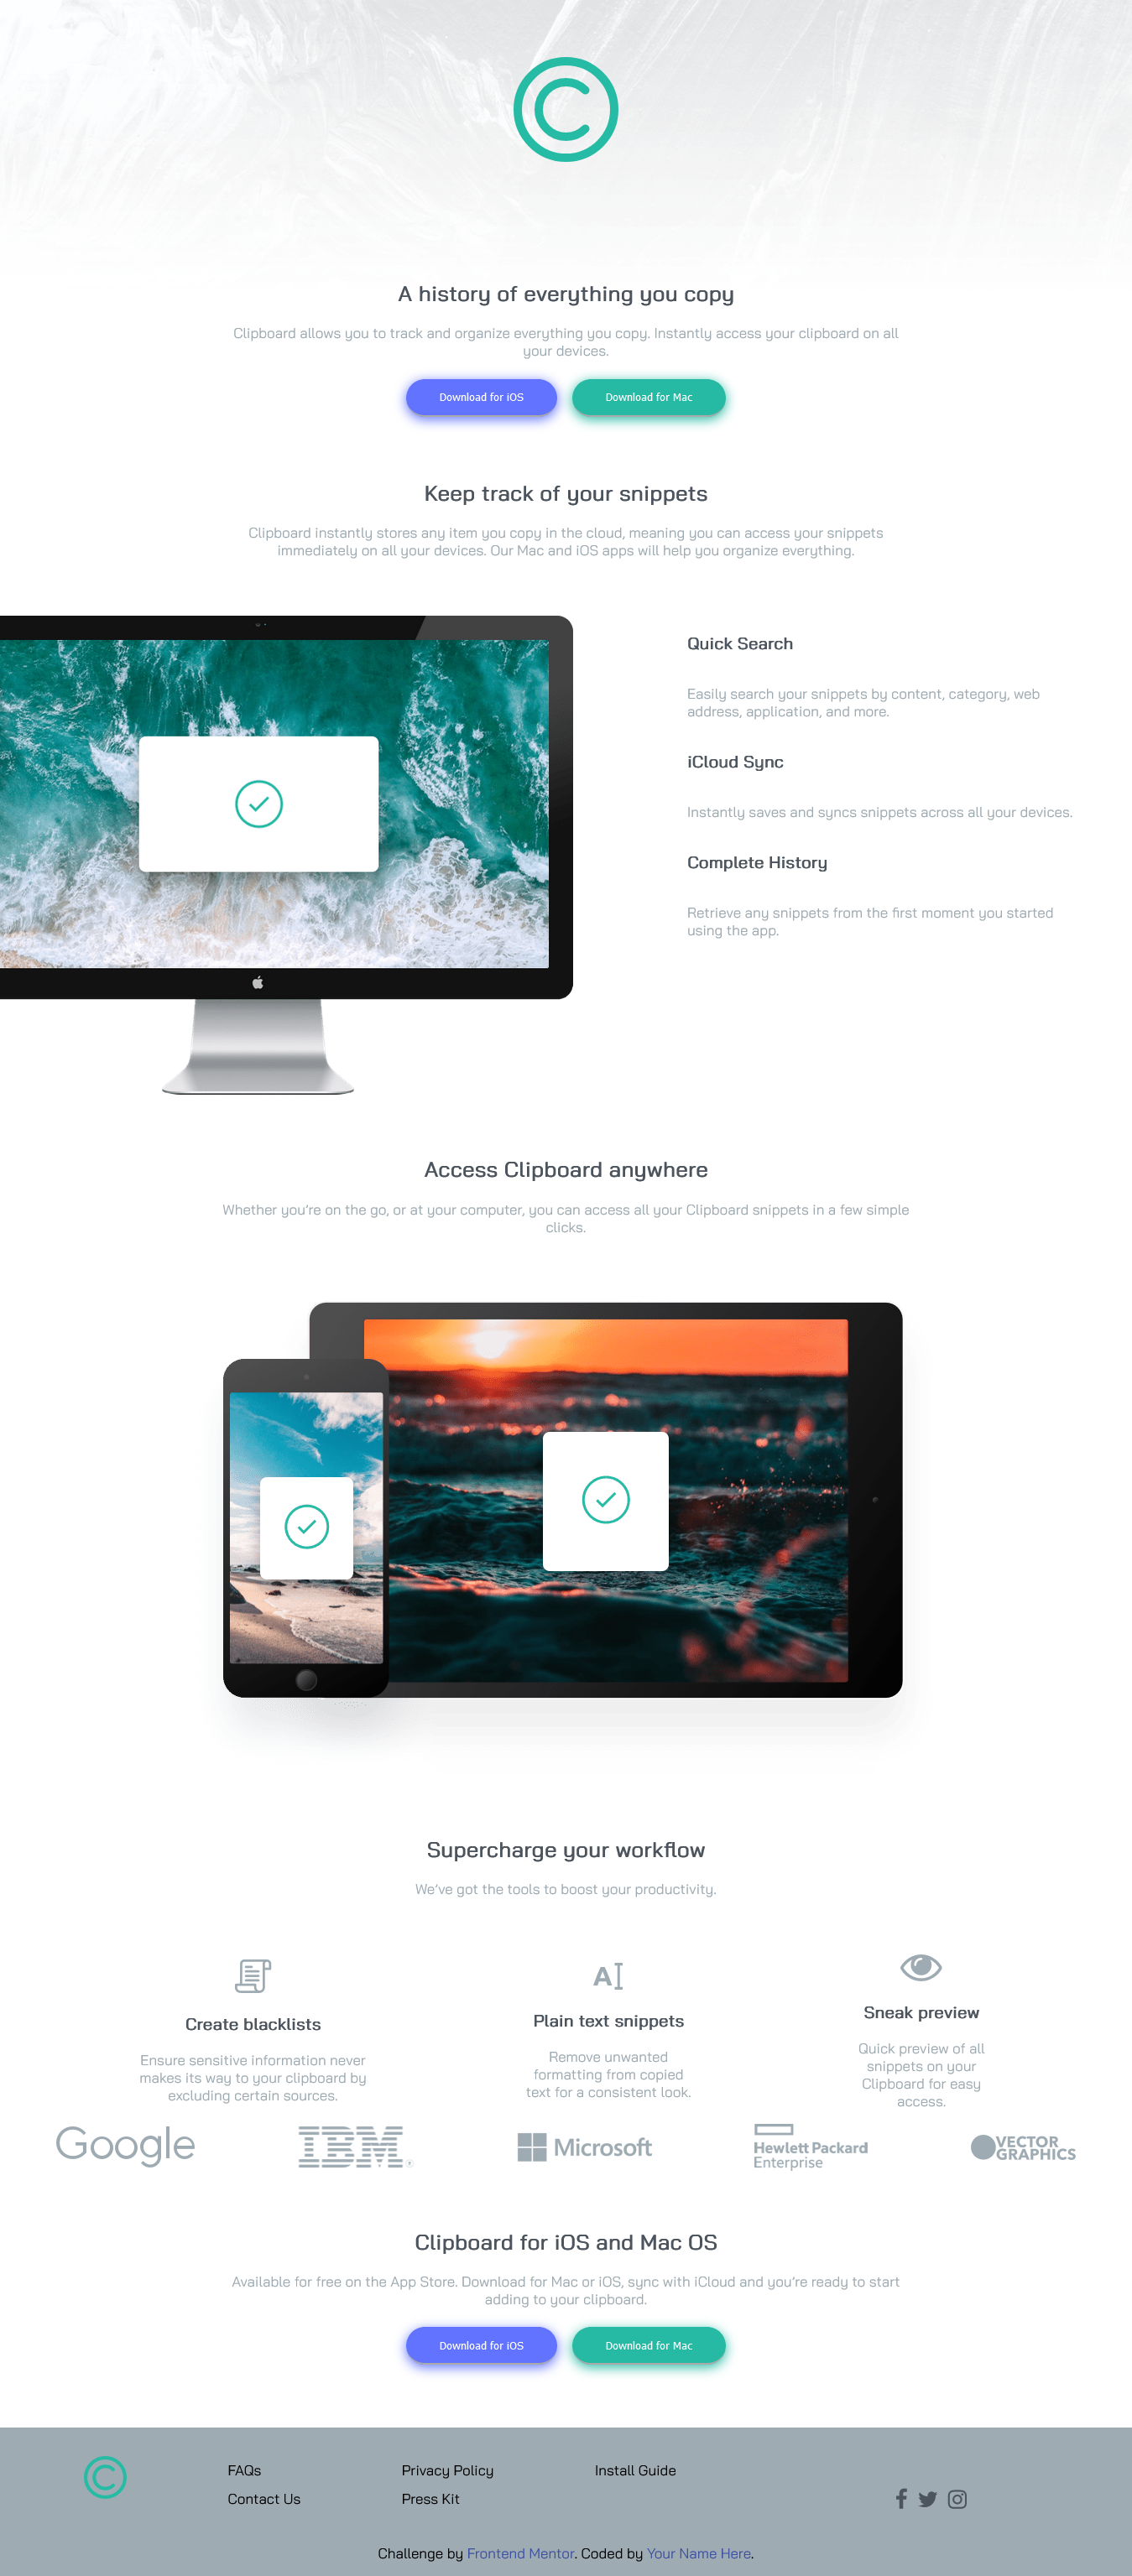 A history of everything you copy
Clipboard allows you to track and organize everything you copy. Instantly access your clipboard on all
your devices.
Download for iOS
Download for Mac
Keep track of your snippets
Clipboard instantly stores any item you copy in the cloud, meaning you can access your snippets
immediately on all your devices. Our Mac and iOS apps will help you organize everything.
Quick Search
Easily search your snippets by content, category, web
address, application, and more.
iCloud Sync
Instantly saves and syncs snippets across all your devices.
Complete History
Retrieve any snippets from the first moment you started
using the app.
Access Clipboard anywhere
Whether you’re on the go, or at your computer, you can access all your Clipboard snippets in a few simple
clicks.
Supercharge your workflow
We’ve got the tools to boost your productivity.
Create blacklists
Ensure sensitive information never
makes its way to your clipboard by
excluding certain sources.
A
Plain text snippets
Remove unwanted
formatting from copied
text for a consistent look.
Sneak preview
Quick preview of all
snippets on your
Clipboard for easy
access.
Google
IBM®
Microsoft
Hewlett Packard
Enterprise
VECTOR
GRAPHICS
Clipboard for iOS and Mac OS
Available for free on the App Store. Download for Mac or iOS, sync with iCloud and you’re ready to start
adding to your clipboard.
Download for iOS
Download for Mac
FAQs
Contact Us
Privacy Policy
Press Kit
Install Guide
Challenge by Frontend Mentor. Coded by Your Name Here.